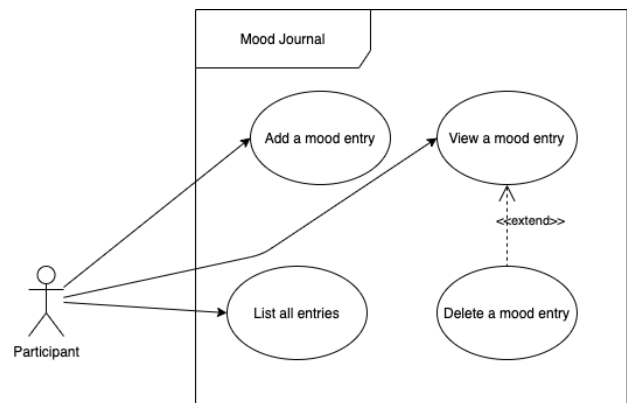 Mood Journal
Add a mood entry
View a mood entry
<<extend>>
List all entries
Delete a mood entry
Participant